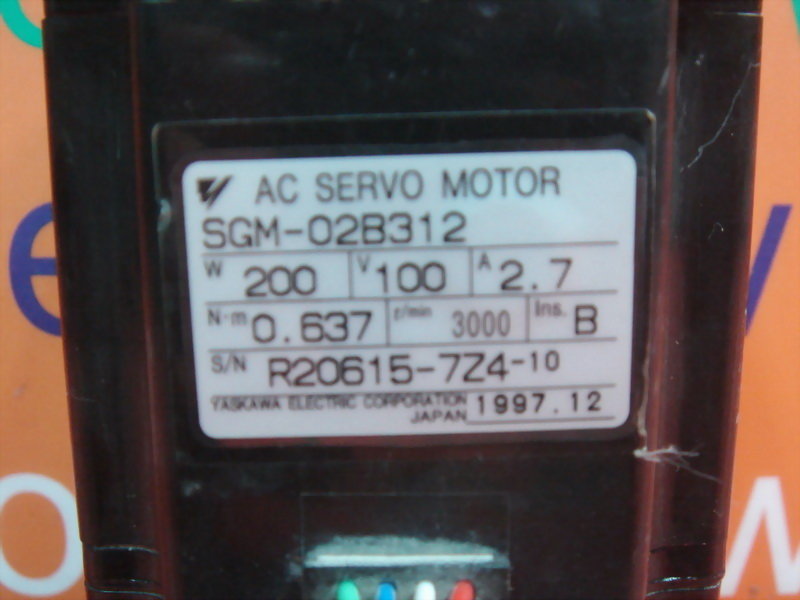 AC SERVO MOTOR
SGM-02B312
W 200 V 100 A 2.7
N·m 0.637 r/min 3000 Ins. B
S/N R20615-7Z4-10
YASKAWA ELECTRIC CORPORATION
JAPAN 1997.12